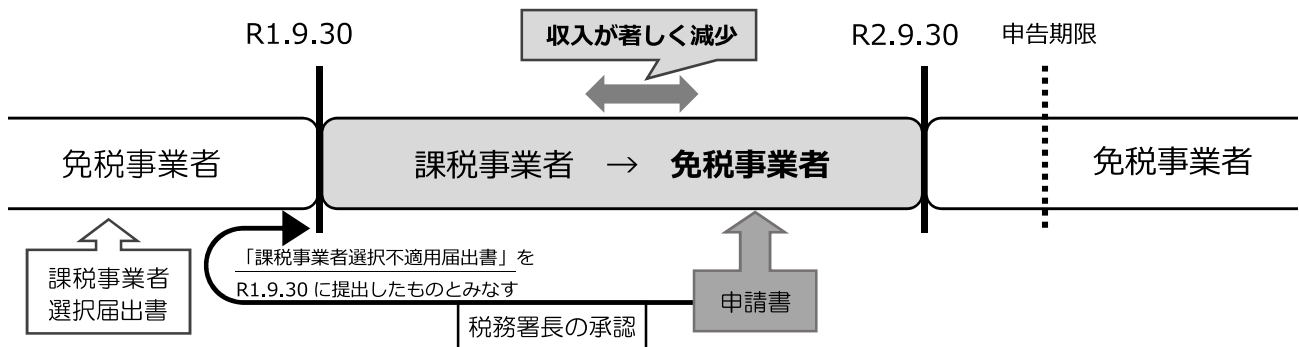 収入が著しく減少
R1.9.30
R2.9.30
申告期限
免税事業者
課税事業者 → 免税事業者
免税事業者
課税事業者
選択届出書
「課税事業者選択不適用届出書」を
R1.9.30 に提出したものとみなす
税務署長の承認
申請書